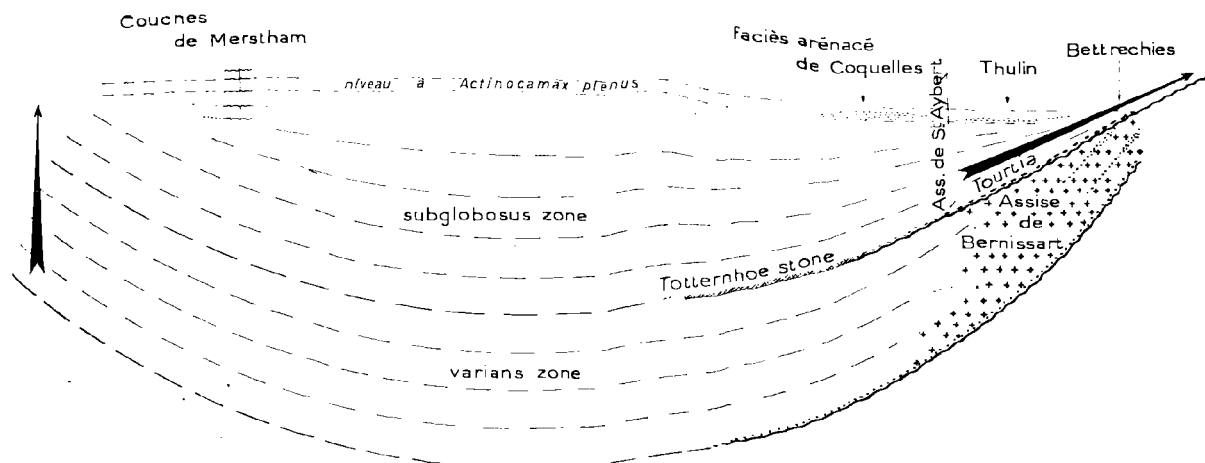 Couches
de Merstham
niveau à Actinocamax plenus
Faciès arénacé
de Coquelles
Ass. de St Aybert
Thulin
Bettrechies
Tourtia
Assise
de
Bernissart
subglobosus zone
Totternhoe stone
varians zone